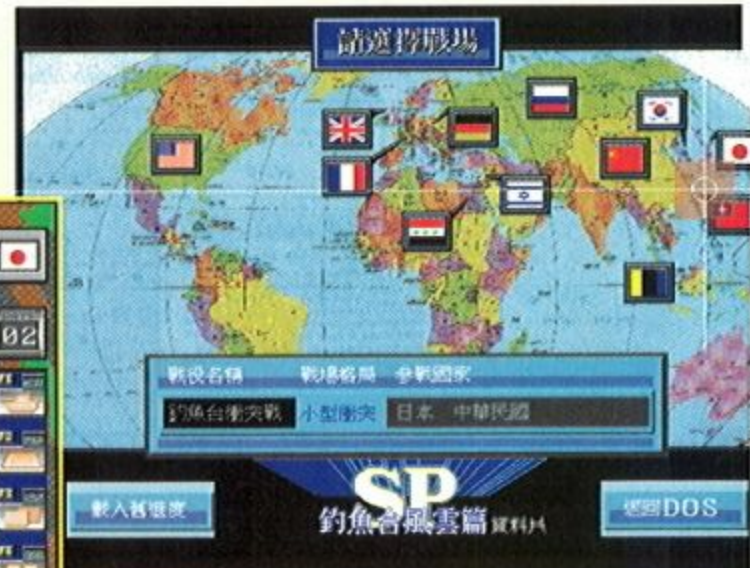 請選擇戰場
02
戰役名稱 戰場格局 參戰國家
釣魚台衝突戰 小型衝突 日本 中華民國
SP
載入舊進度 釣魚台風雲篇 資料片 返回DOS